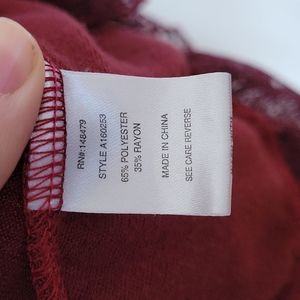 RN#:148479
STYLE A160253
65% POLYESTER
35% RAYON
MADE IN CHINA
SEE CARE REVERSE